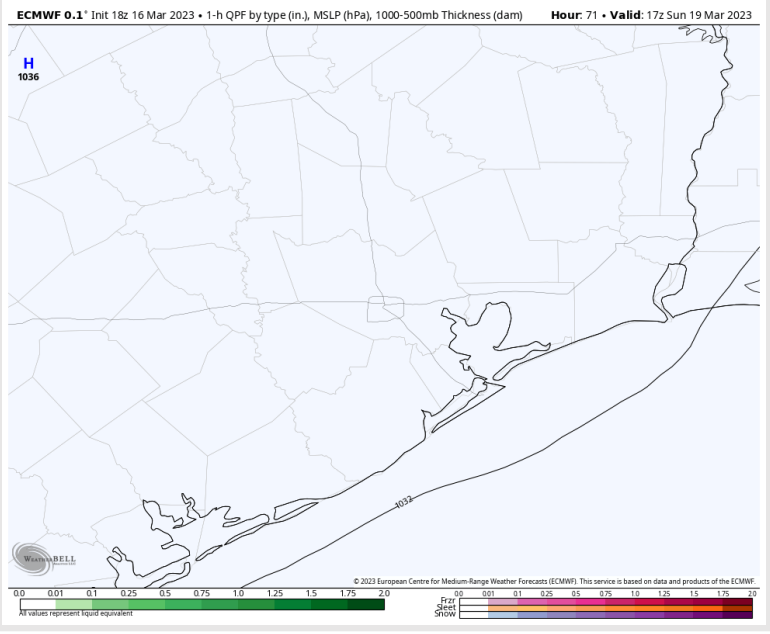 ECMWF 0.1° Init 18z 16 Mar 2023 • 1-h QPF by type (in.), MSLP (hPa), 1000-500mb Thickness (dam) Hour: 71 • Valid: 17z Sun 19 Mar 2023
H
1036
1032
WeatherBELL
© 2023 European Centre for Medium-Range Weather Forecasts (ECMWF). This service is based on data and products of the ECMWF.
0.0 0.01 0.1 0.25 0.5 0.75 1.0 1.25 1.5 1.75 2.0
All values represent liquid equivalent
0.0 0.01 0.1 0.25 0.5 0.75 1.0 1.25 1.5 1.75 2.0
Frzr
Sleet
Snow